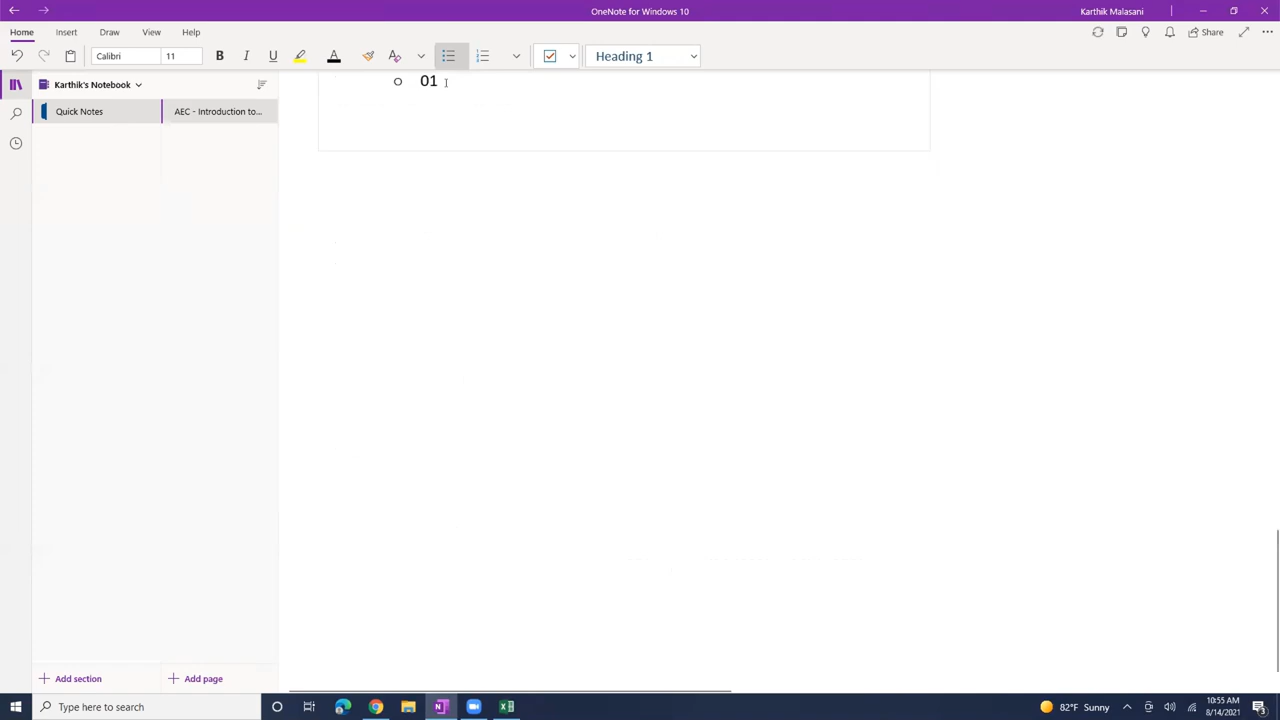 OneNote for Windows 10
Karthik Malasani
Home
Insert
Draw
View
Help
Share
Calibri
11
B
I
U
A
Heading 1
Karthik's Notebook
Quick Notes
AEC - Introduction to...
01
Add section
Add page
Type here to search
82°F Sunny
10:55 AM
8/14/2021
3